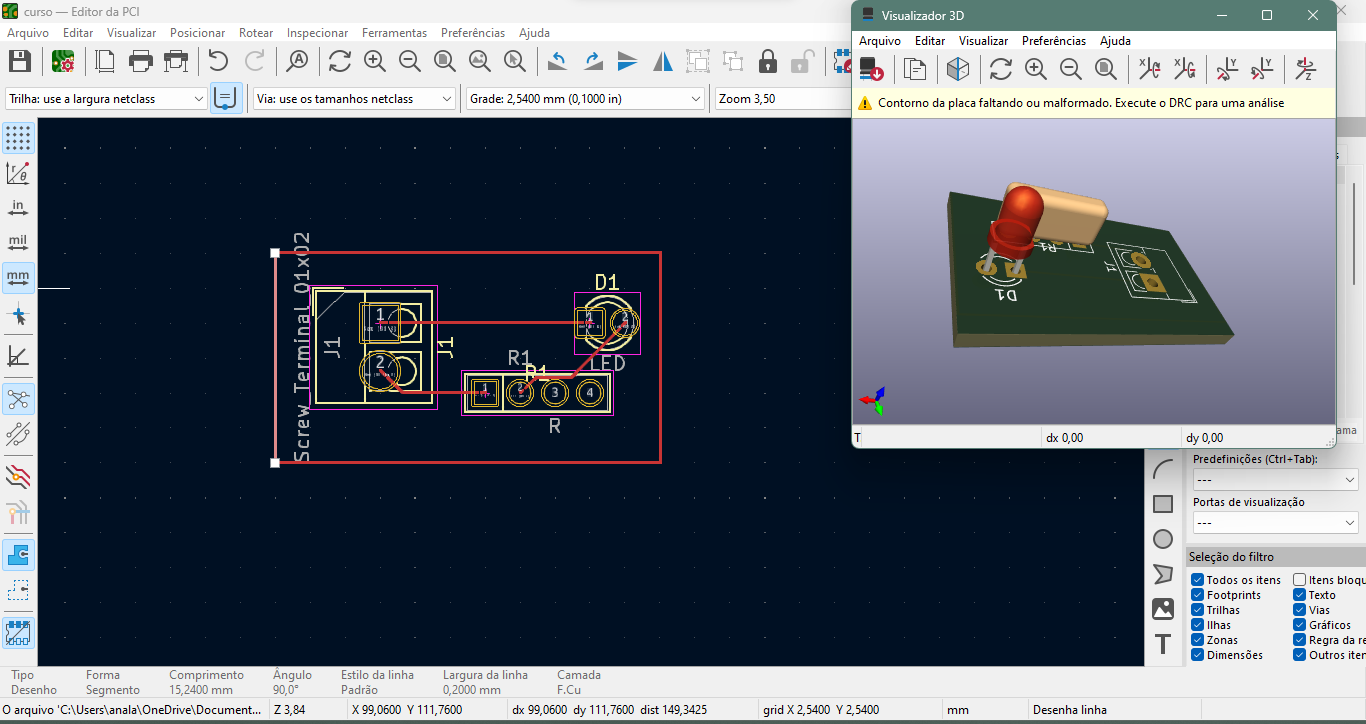 curso — Editor da PCI
Arquivo Editar Visualizar Posicionar Rotear Inspecionar Ferramentas Preferências Ajuda
Trilha: use a largura netclass
Via: use os tamanhos netclass
Grade: 2,5400 mm (0,1000 in)
Zoom 3,50
Visualizador 3D
Arquivo Editar Visualizar Preferências Ajuda
Contorno da placa faltando ou malformado. Execute o DRC para uma análise
D1
R1
J1
T
dx 0,00
dy 0,00
in
mil
mm
Screw_Terminal_01x02
J1
1
2
J1
D1
1
2
LED
R1
R1
1
2
3
4
R
ama
Predefinições (Ctrl+Tab):
---
Portas de visualização
---
Seleção do filtro
Todos os itens Itens bloqu
Footprints Texto
Trilhas Vias
Ilhas Gráficos
Zonas Regra da re
Dimensões Outros iten
Tipo Forma Comprimento Ângulo Estilo da linha Largura da linha Camada
Desenho Segmento 15,2400 mm 90,0° Padrão 0,2000 mm F.Cu
O arquivo 'C:\Users\anala\OneDrive\Document... Z 3,84 X 99,0600 Y 111,7600 dx 99,0600 dy 111,7600 dist 149,3425 grid X 2,5400 Y 2,5400 mm Desenha linha